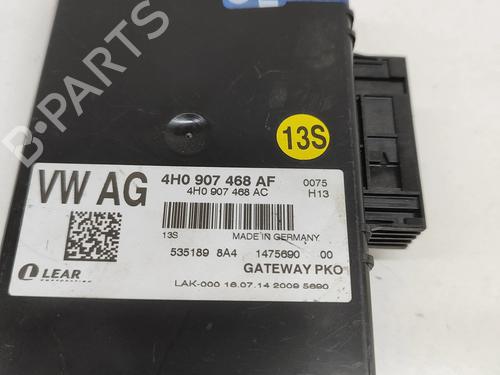 13S
VW AG
4H0 907 468 AF
0075
4H0 907 468 AC
H13
13S
MADE IN GERMANY
535189 8A4
1475690
00
LEAR
GATEWAY PKO
LAK-000 16.07.14 2009 5690
B-PARTS